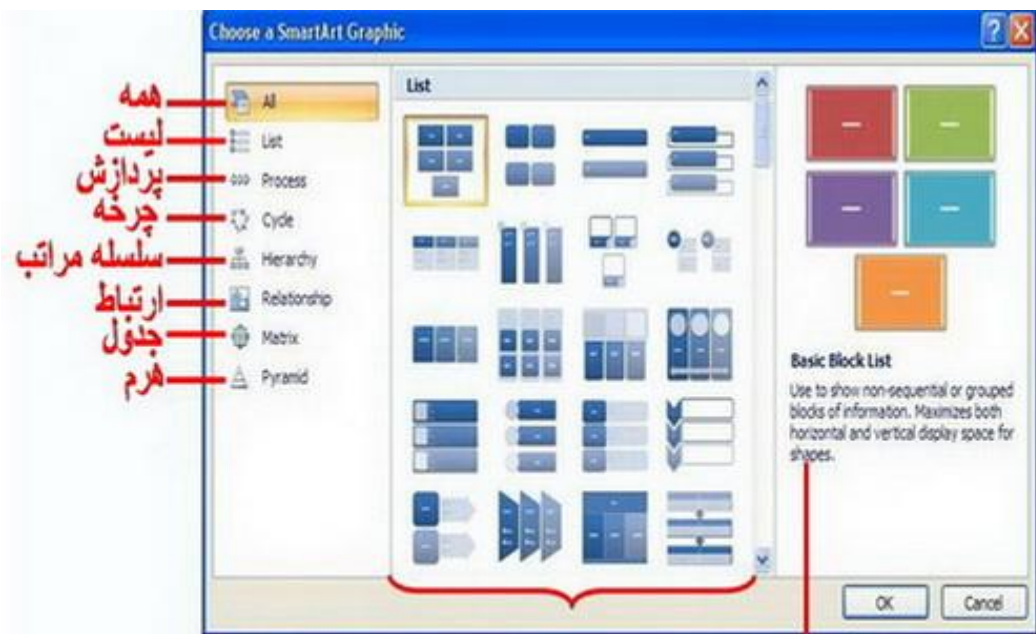 Choose a SmartArt Graphic
همه
All
لیست
List
پردازش
Process
چرخه
Cycle
سلسله مراتب
Hierarchy
ارتباط
Relationship
جدول
Matrix
هرم
Pyramid
List
Basic Block List
Use to show non-sequential or grouped
blocks of information. Maximizes both
horizontal and vertical display space for
shapes.
OK
Cancel